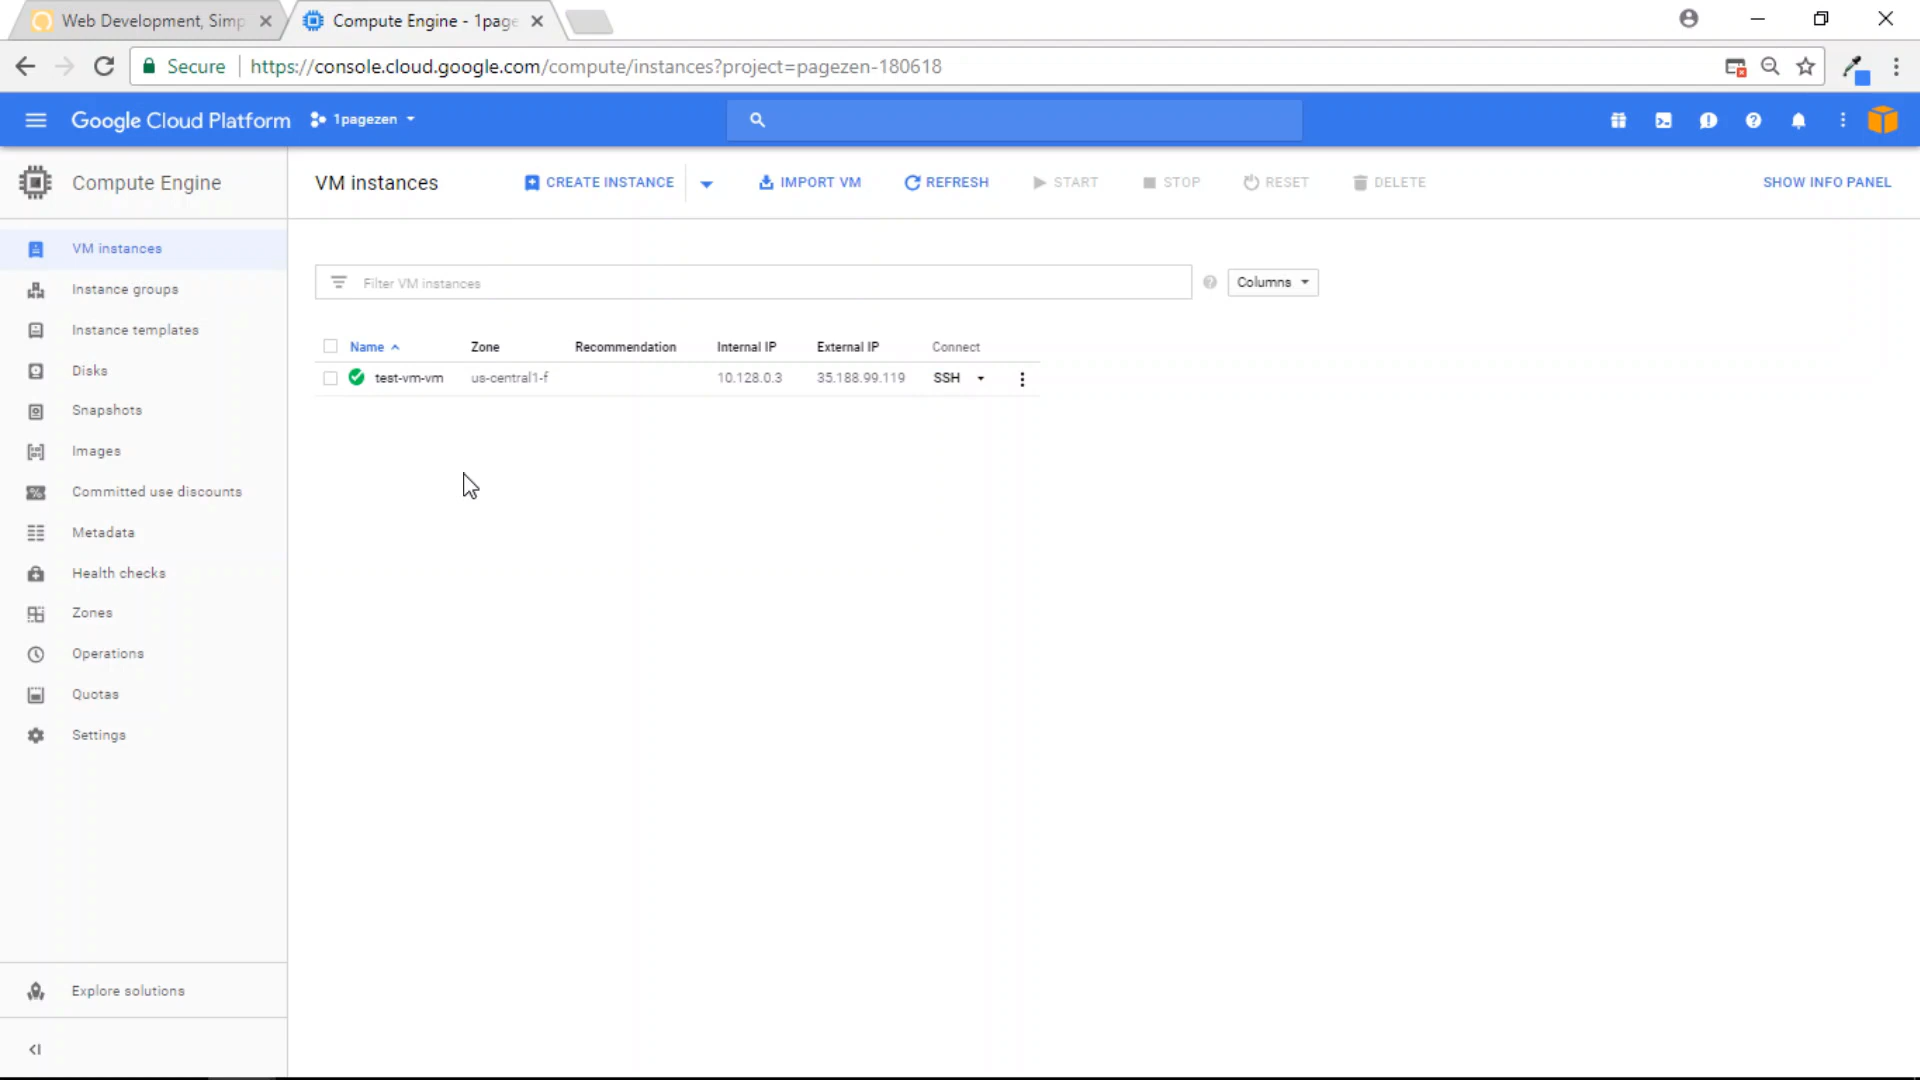 Web Development, Simp
Compute Engine - 1page
Secure
https://console.cloud.google.com/compute/instances?project=pagezen-180618
Google Cloud Platform
1pagezen
Compute Engine
VM instances
CREATE INSTANCE
IMPORT VM
REFRESH
START
STOP
RESET
DELETE
SHOW INFO PANEL
VM instances
Instance groups
Instance templates
Disks
Snapshots
Images
Committed use discounts
Metadata
Health checks
Zones
Operations
Quotas
Settings
Explore solutions
Filter VM instances
Columns
Name Zone Recommendation Internal IP External IP Connect
test-vm-vm us-central1-f 10.128.0.3 35.188.99.119 SSH